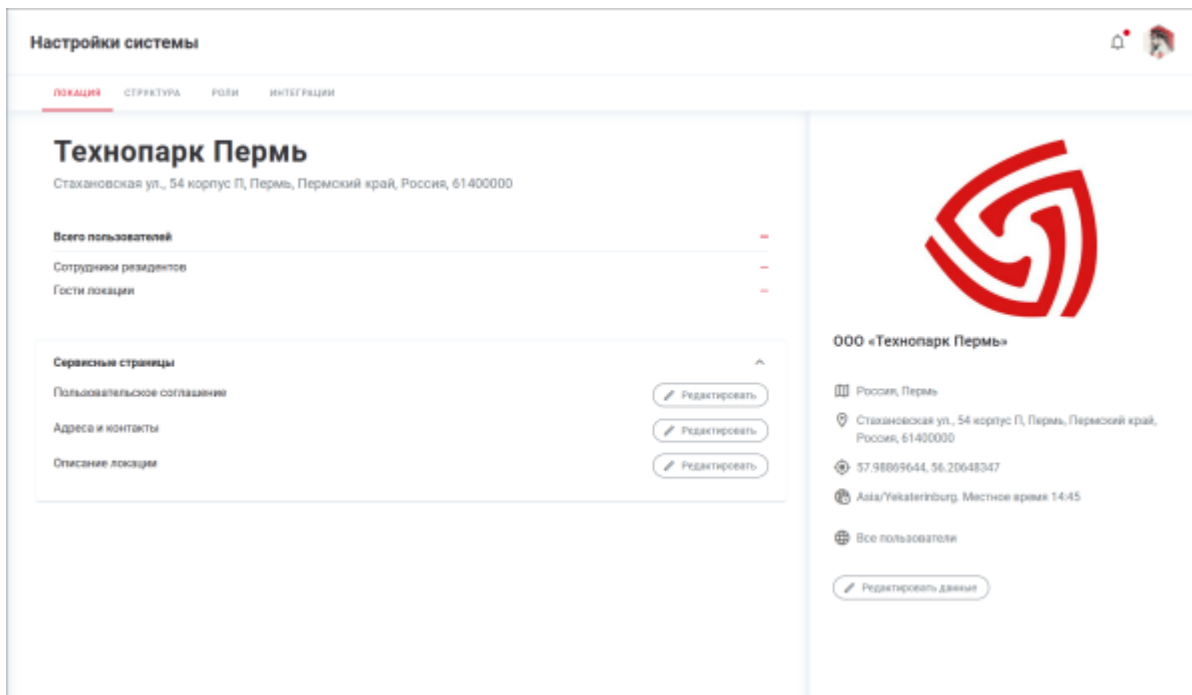 Настройки системы
ЛОКАЦИЯ СТРУКТУРА РОЛИ ИНТЕГРАЦИИ
Технопарк Пермь
Стахановская ул., 54 корпус П, Пермь, Пермский край, Россия, 61400000
Всего пользователей –
Сотрудники резидентов –
Гости локации –
Сервисные страницы
Пользовательское соглашение Редактировать
Адреса и контакты Редактировать
Описание локации Редактировать
ООО «Технопарк Пермь»
Россия, Пермь
Стахановская ул., 54 корпус П, Пермь, Пермский край,
Россия, 61400000
57.98869644, 56.20648347
Asia/Yekaterinburg. Местное время 14:45
Все пользователи
Редактировать данные